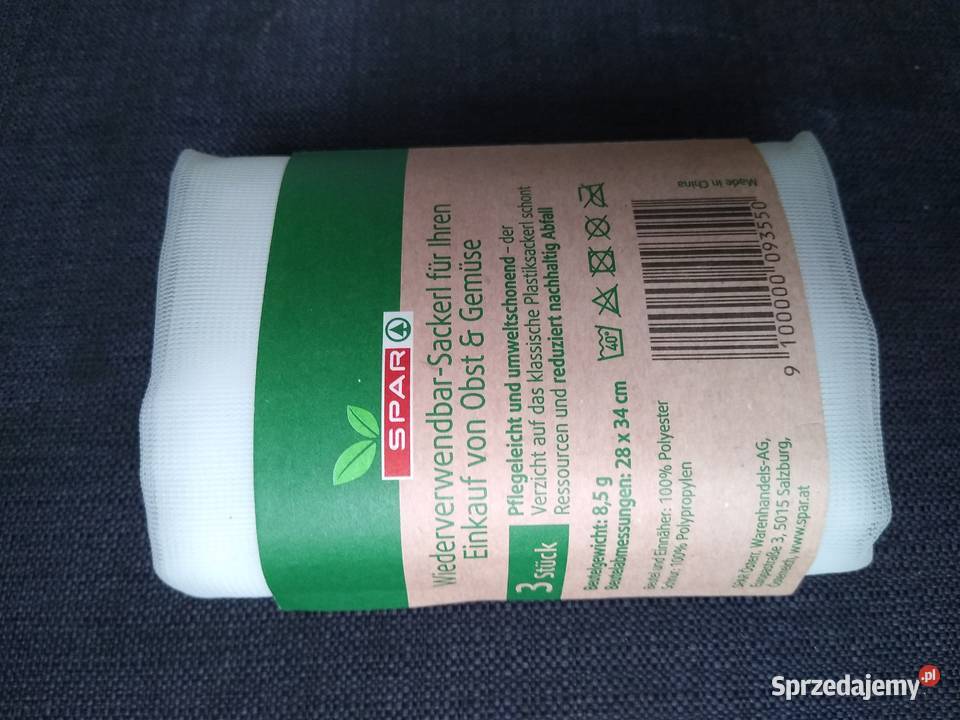 SPAR
Wiederverwendbar-Sackerl für Ihren
Einkauf von Obst & Gemüse
3 Stück
Pflegeleicht und umweltschonend – der
Verzicht auf das klassische Plastiksackerl schont
Ressourcen und reduziert nachhaltig Abfall
Beutelgewicht: 8,5 g
Beutelabmessungen: 28 x 34 cm
40°
Beutel und Einnäher: 100% Polyester
Schnur: 100% Polypropylen
SPAR Österr. Warenhandels-AG,
Europastraße 3, 5015 Salzburg,
Österreich, www.spar.at
9 100000 093550
Made in China
Sprzedajemy.pl